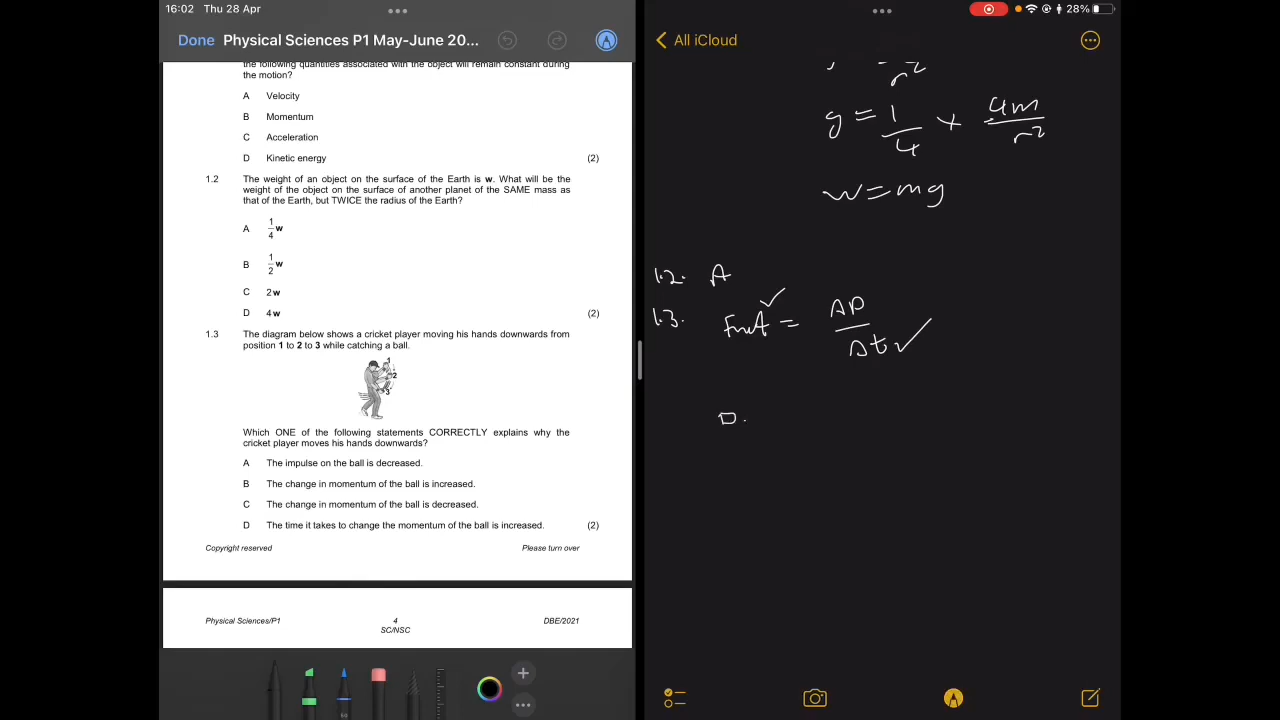 16:02 Thu 28 Apr
28%
Done Physical Sciences P1 May-June 20...
the following quantities associated with the object will remain constant during
the motion?
A Velocity
B Momentum
C Acceleration
D Kinetic energy (2)
1.2 The weight of an object on the surface of the Earth is w. What will be the
weight of the object on the surface of another planet of the SAME mass as
that of the Earth, but TWICE the radius of the Earth?
A 1/4 w
B 1/2 w
C 2w
D 4w (2)
1.3 The diagram below shows a cricket player moving his hands downwards from
position 1 to 2 to 3 while catching a ball.
1
2
3
Which ONE of the following statements CORRECTLY explains why the
cricket player moves his hands downwards?
A The impulse on the ball is decreased.
B The change in momentum of the ball is increased.
C The change in momentum of the ball is decreased.
D The time it takes to change the momentum of the ball is increased. (2)
Copyright reserved Please turn over
Physical Sciences/P1 4 DBE/2021
SC/NSC
All iCloud
r²
g = 1/4 × GM/r²
w = mg
1.2. A
1.3. Fnet ✓ = ΔP/Δt ✓
D.